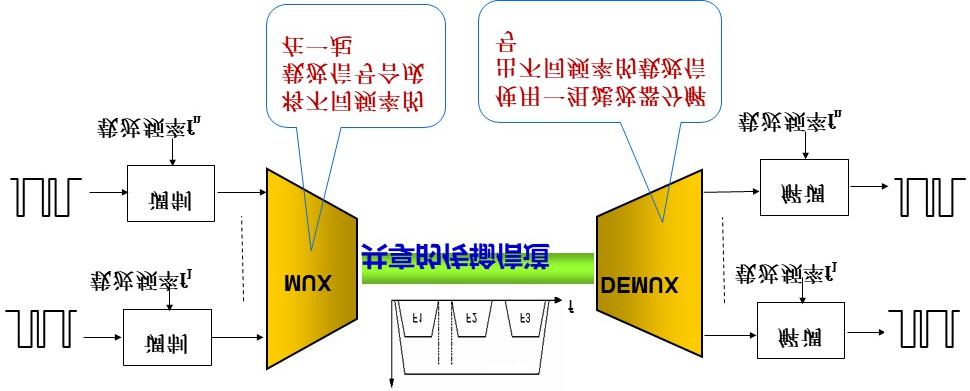 调制
解调
F1 F2 F3
f
载波频率f1
载波频率f1
MUX
DEMUX
共享的传输信道
调制
解调
载波频率fn
载波频率fn
将不同频率的
载波信号合成
在一起
使用一组滤波器分解
出不同频率的载波信
号